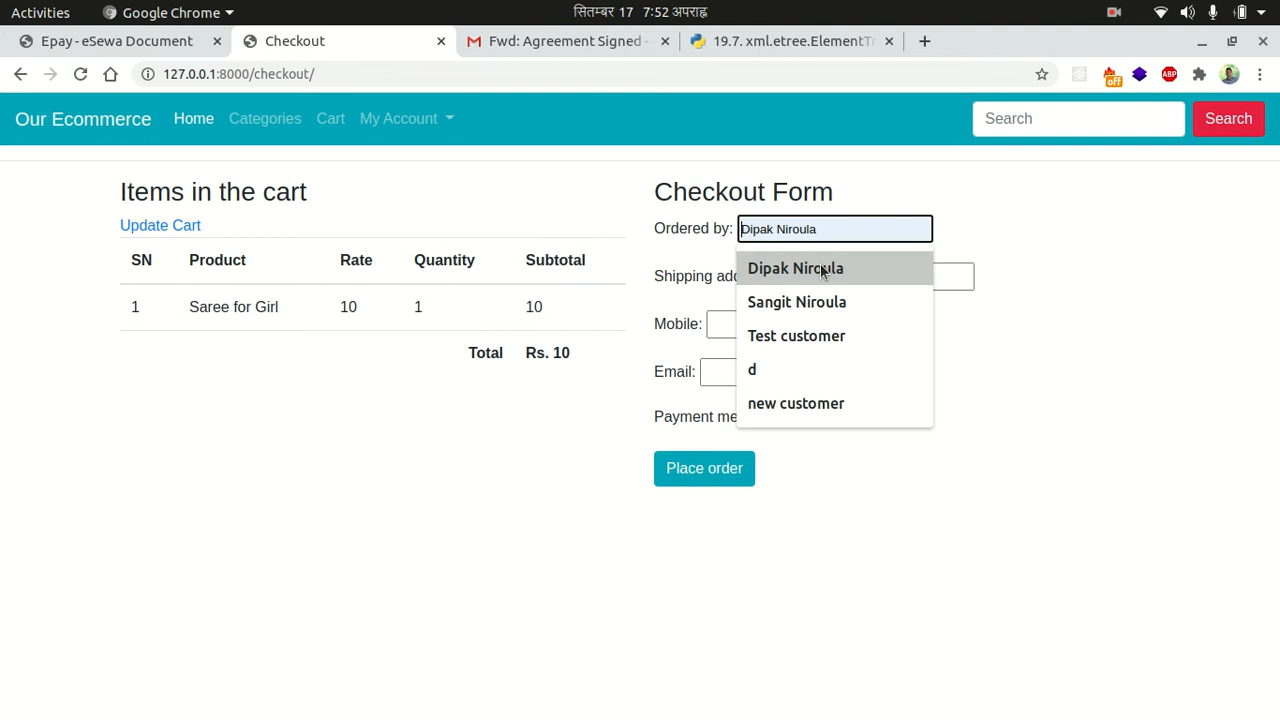 Activities Google Chrome सितम्बर 17 7:52 अपराह्न
Epay - eSewa Document Checkout Fwd: Agreement Signed - 19.7. xml.etree.ElementTr
127.0.0.1:8000/checkout/ off ABP
Our Ecommerce Home Categories Cart My Account Search Search
Items in the cart
Update Cart
SN Product Rate Quantity Subtotal
1 Saree for Girl 10 1 10
Total Rs. 10
Checkout Form
Ordered by: Dipak Niroula
Dipak Niroula
Sangit Niroula
Test customer
d
new customer
Shipping add
Mobile:
Email:
Payment me
Place order